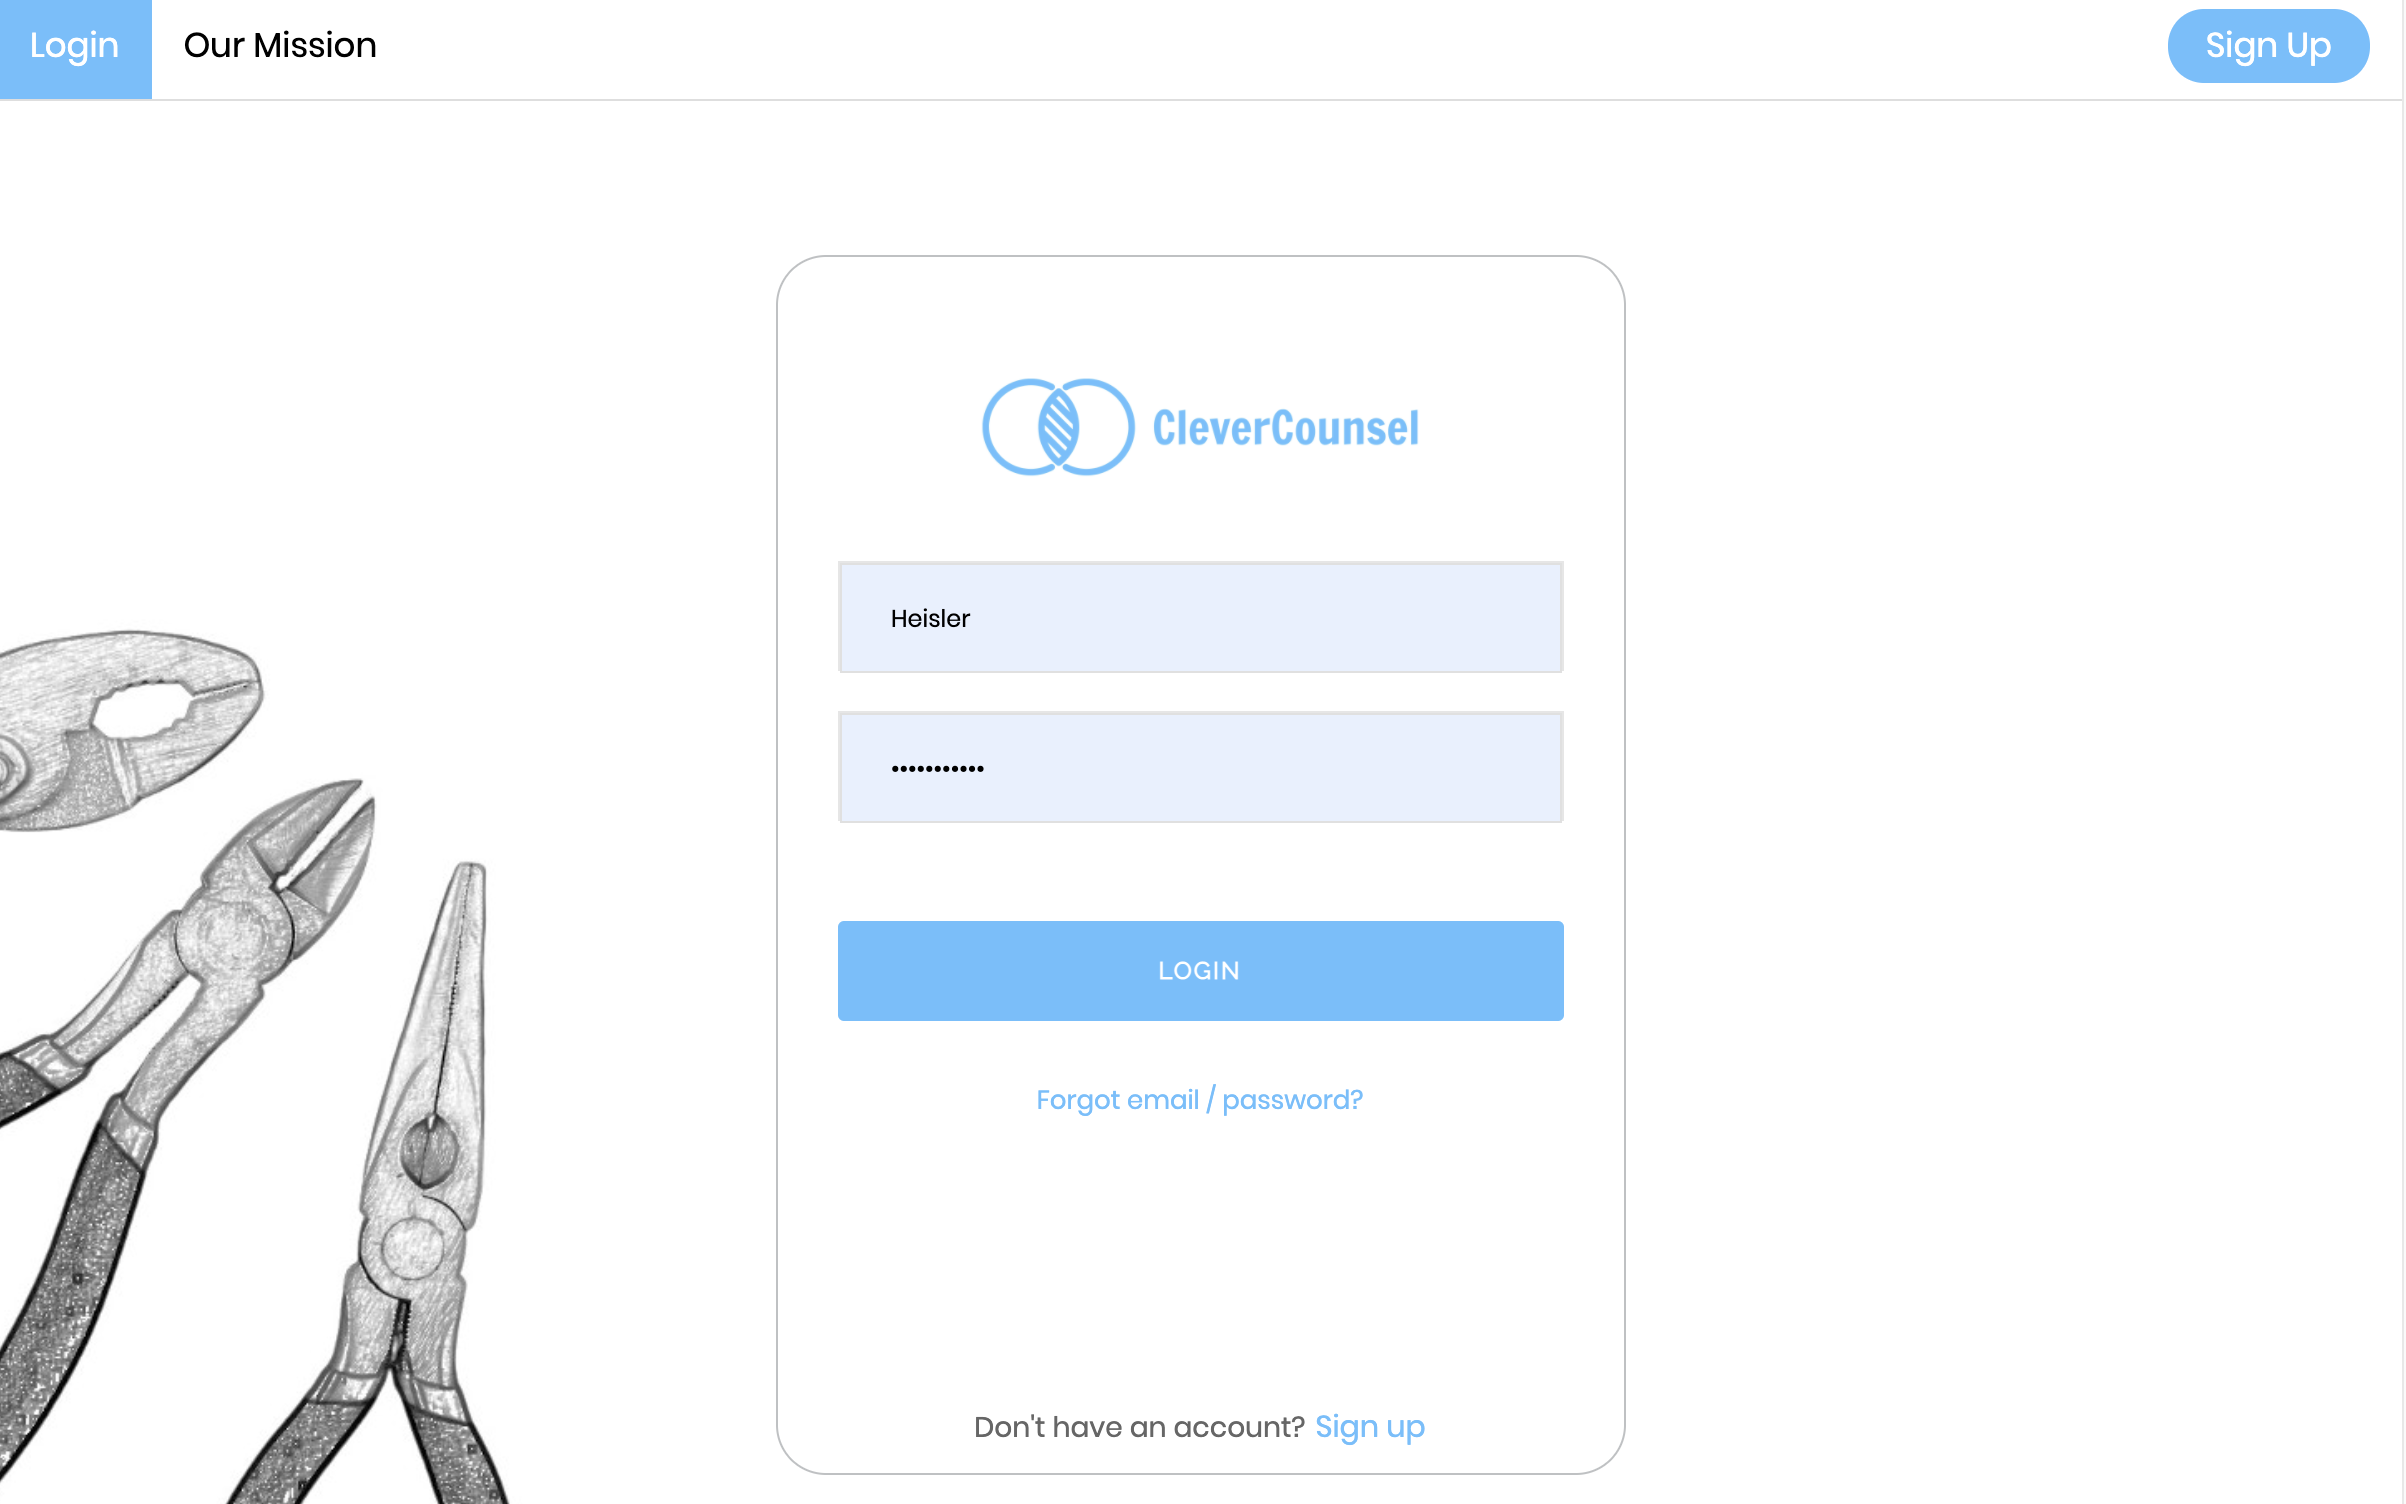 Login
Our Mission
Sign Up
CleverCounsel
Heisler
•••••••••••
LOGIN
Forgot email / password?
Don't have an account? Sign up